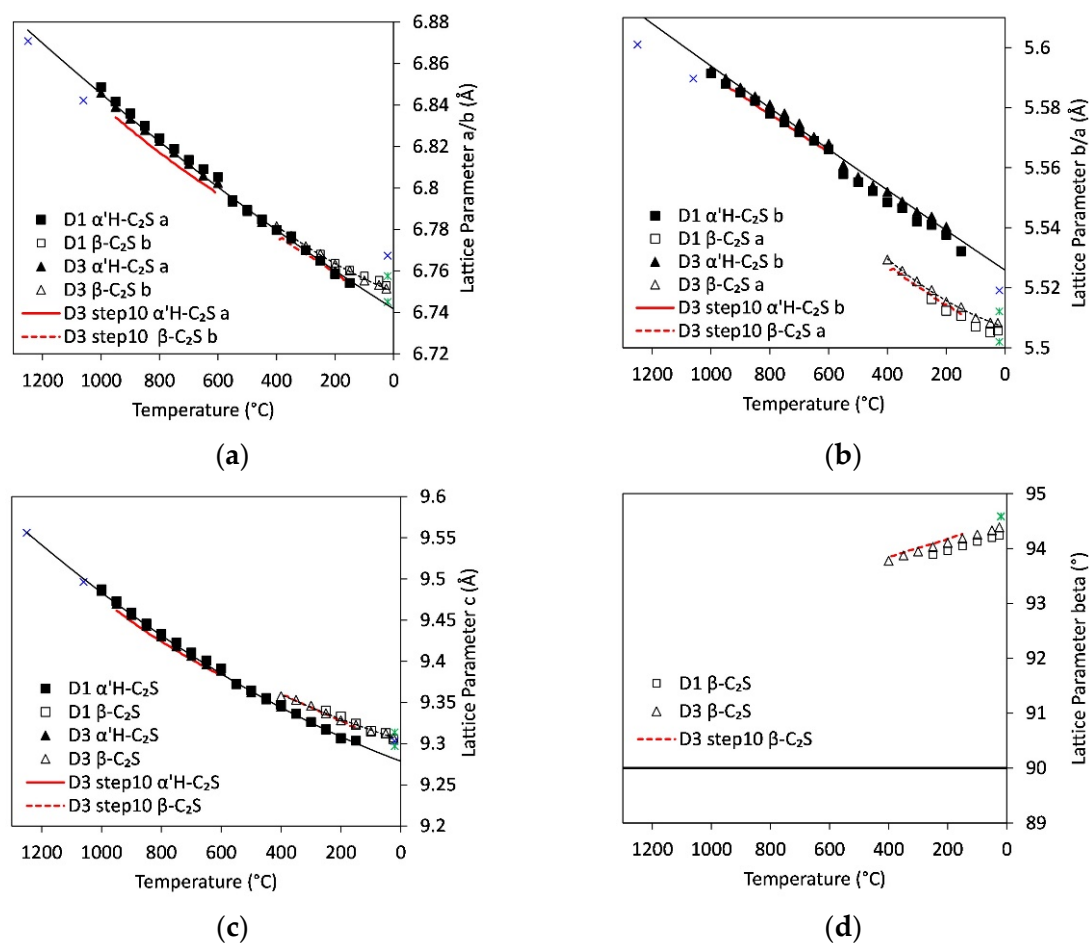 6.88
6.86
6.84
6.82
6.8
6.78
6.76
6.74
6.72
Lattice Parameter a/b (Å)
■ D1 α'H-C₂S a
□ D1 β-C₂S b
▲ D3 α'H-C₂S a
△ D3 β-C₂S b
D3 step10 α'H-C₂S a
D3 step10 β-C₂S b
1200 1000 800 600 400 200 0
Temperature (°C)
(a)
5.6
5.58
5.56
5.54
5.52
5.5
Lattice Parameter b/a (Å)
■ D1 α'H-C₂S b
□ D1 β-C₂S a
▲ D3 α'H-C₂S b
△ D3 β-C₂S a
D3 step10 α'H-C₂S b
D3 step10 β-C₂S a
1200 1000 800 600 400 200 0
Temperature (°C)
(b)
9.6
9.55
9.5
9.45
9.4
9.35
9.3
9.25
9.2
Lattice Parameter c (Å)
■ D1 α'H-C₂S
□ D1 β-C₂S
▲ D3 α'H-C₂S
△ D3 β-C₂S
D3 step10 α'H-C₂S
D3 step10 β-C₂S
1200 1000 800 600 400 200 0
Temperature (°C)
(c)
95
94
93
92
91
90
89
Lattice Parameter beta (°)
□ D1 β-C₂S
△ D3 β-C₂S
D3 step10 β-C₂S
1200 1000 800 600 400 200 0
Temperature (°C)
(d)